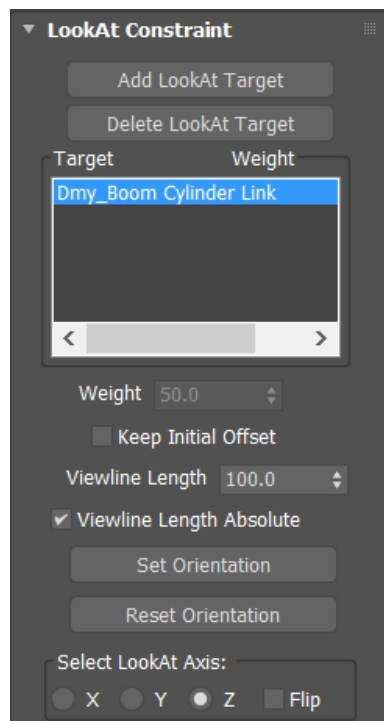 LookAt Constraint
Add LookAt Target
Delete LookAt Target
Target Weight
Dmy_Boom Cylinder Link
Weight 50.0
Keep Initial Offset
Viewline Length 100.0
Viewline Length Absolute
Set Orientation
Reset Orientation
Select LookAt Axis:
X Y Z Flip